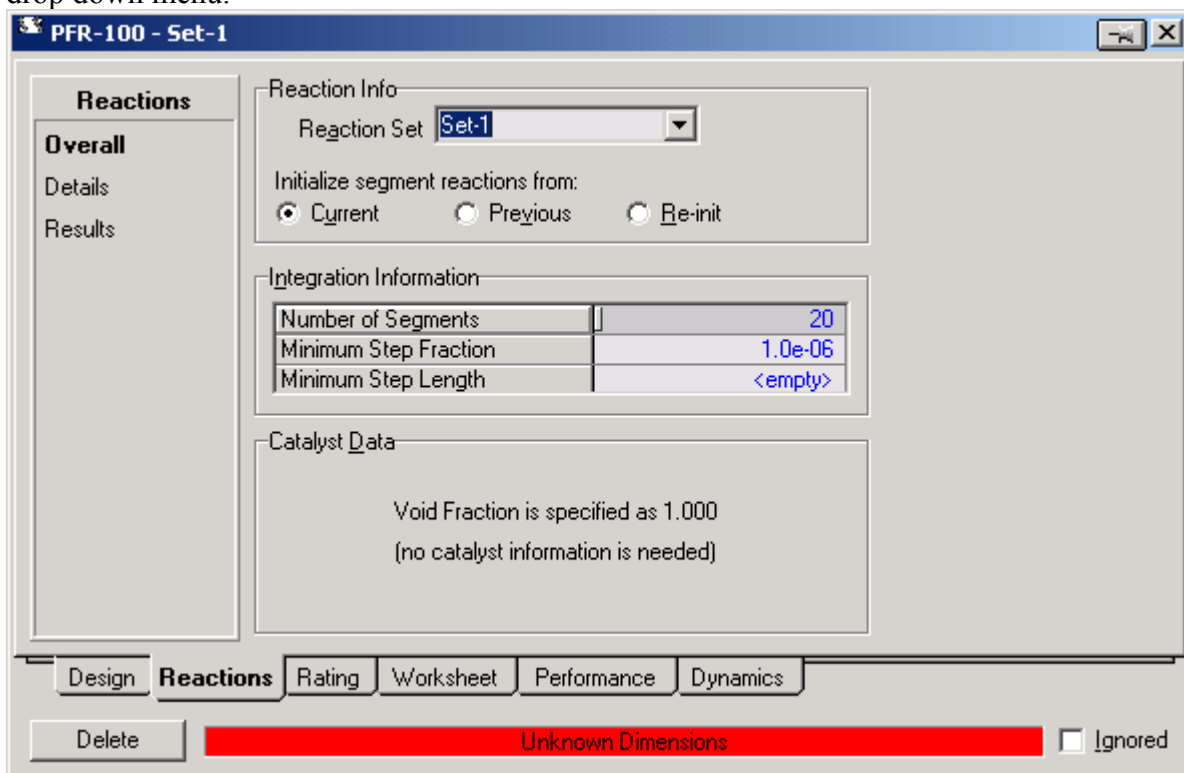 drop down menu.
PFR-100 - Set-1
Reactions
Overall
Details
Results
Reaction Info
Reaction Set Set-1
Initialize segment reactions from:
Current Previous Re-init
Integration Information
Number of Segments 20
Minimum Step Fraction 1.0e-06
Minimum Step Length <empty>
Catalyst Data
Void Fraction is specified as 1.000
(no catalyst information is needed)
Design Reactions Rating Worksheet Performance Dynamics
Delete Unknown Dimensions Ignored